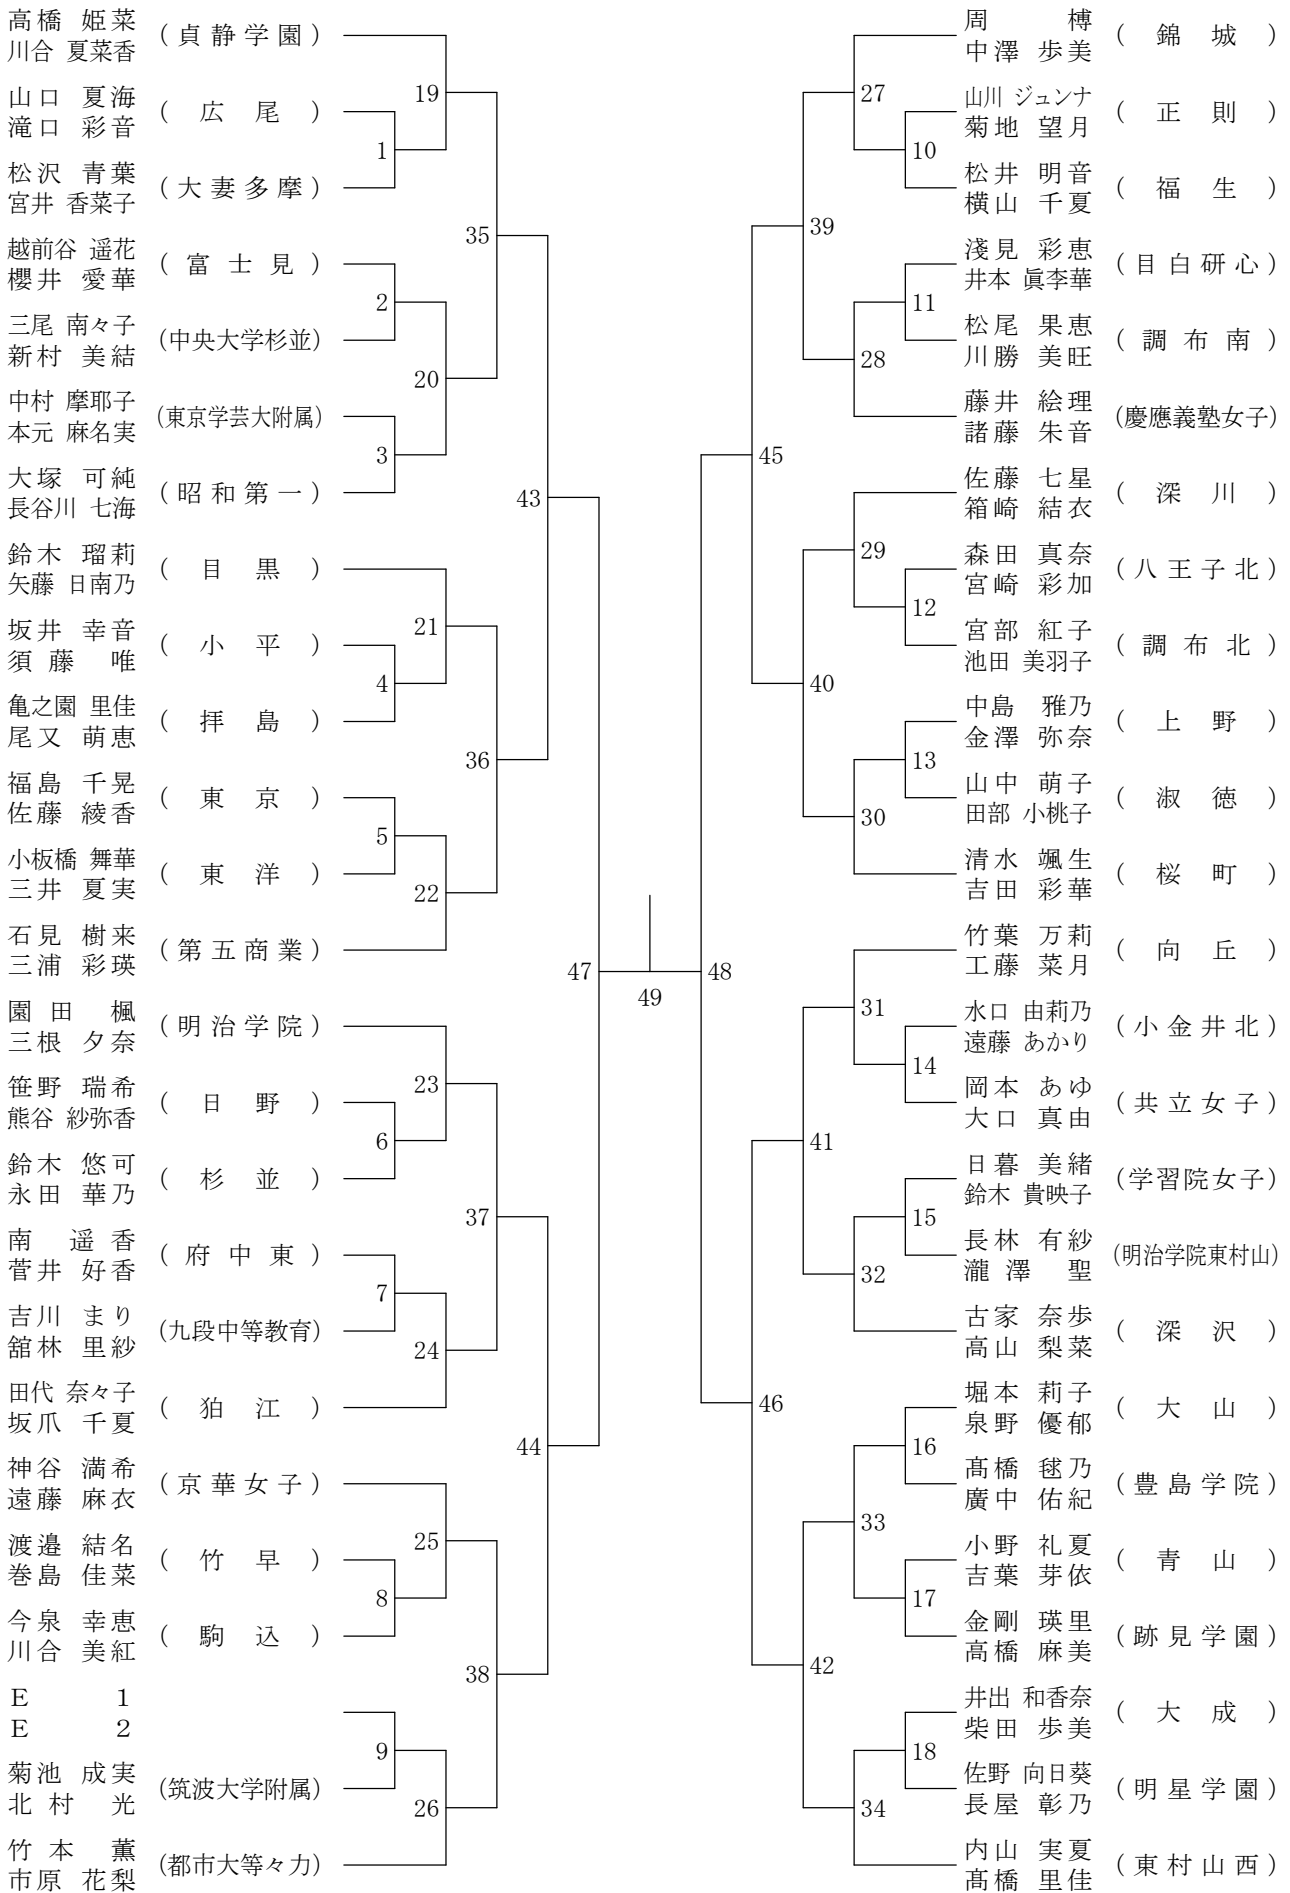 高橋 姫菜
川合 夏菜香
(貞静学園)
山口 夏海
滝口 彩音
(広尾)
松沢 青葉
宮井 香菜子
(大妻多摩)
越前谷 遥花
櫻井 愛華
(富士見)
三尾 南々子
新村 美結
(中央大学杉並)
中村 摩耶子
本元 麻名実
(東京学芸大附属)
大塚 可純
長谷川 七海
(昭和第一)
鈴木 瑠莉
矢藤 日南乃
(目黒)
坂井 幸音
須藤 唯
(小平)
亀之園 里佳
尾又 萌恵
(拝島)
福島 千晃
佐藤 綾香
(東京)
小板橋 舞華
三井 夏実
(東洋)
石見 樹来
三浦 彩瑛
(第五商業)
園田 楓
三根 夕奈
(明治学院)
笹野 瑞希
熊谷 紗弥香
(日野)
鈴木 悠可
永田 華乃
(杉並)
南 遥香
菅井 好香
(府中東)
吉川 まり
舘林 里紗
(九段中等教育)
田代 奈々子
坂爪 千夏
(狛江)
神谷 満希
遠藤 麻衣
(京華女子)
渡邉 結名
巻島 佳菜
(竹早)
今泉 幸恵
川合 美紅
(駒込)
E 1
E 2
菊池 成実
北村 光
(筑波大学附属)
竹本 薫
市原 花梨
(都市大等々力)
1
2
3
4
5
6
7
8
9
19
20
21
22
23
24
25
26
35
36
37
38
43
44
47
49
48
45
46
39
40
41
42
27
28
29
30
31
32
33
34
10
11
12
13
14
15
16
17
18
周 榑
中澤 歩美
(錦城)
山川 ジュンナ
菊地 望月
(正則)
松井 明音
横山 千夏
(福生)
淺見 彩恵
井本 眞李華
(目白研心)
松尾 果恵
川勝 美旺
(調布南)
藤井 絵理
諸藤 朱音
(慶應義塾女子)
佐藤 七星
箱崎 結衣
(深川)
森田 真奈
宮崎 彩加
(八王子北)
宮部 紅子
池田 美羽子
(調布北)
中島 雅乃
金澤 弥奈
(上野)
山中 萌子
田部 小桃子
(淑徳)
清水 颯生
吉田 彩華
(桜町)
竹葉 万莉
工藤 菜月
(向丘)
水口 由莉乃
遠藤 あかり
(小金井北)
岡本 あゆ
大口 真由
(共立女子)
日暮 美緒
鈴木 貴映子
(学習院女子)
長林 有紗
瀧澤 聖
(明治学院東村山)
古家 奈歩
高山 梨菜
(深沢)
堀本 莉子
泉野 優郁
(大山)
髙橋 毬乃
廣中 佑紀
(豊島学院)
小野 礼夏
吉葉 芽依
(青山)
金剛 瑛里
高橋 麻美
(跡見学園)
井出 和香奈
柴田 歩美
(大成)
佐野 向日葵
長屋 彰乃
(明星学園)
内山 実夏
髙橋 里佳
(東村山西)